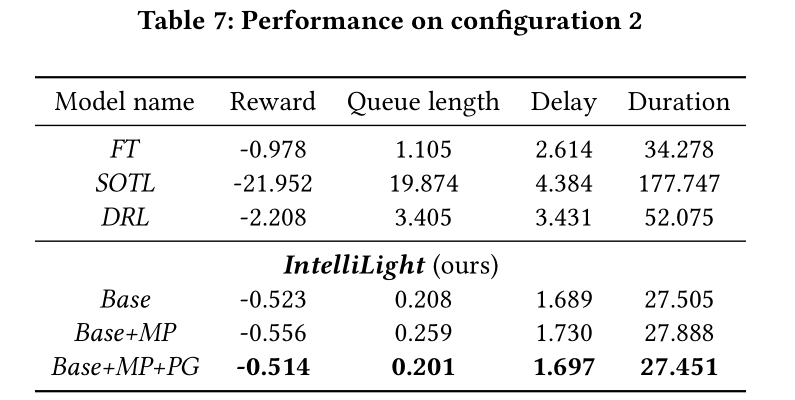 Table 7: Performance on configuration 2
Model name Reward Queue length Delay Duration
FT -0.978 1.105 2.614 34.278
SOTL -21.952 19.874 4.384 177.747
DRL -2.208 3.405 3.431 52.075
IntelliLight (ours)
Base -0.523 0.208 1.689 27.505
Base+MP -0.556 0.259 1.730 27.888
Base+MP+PG -0.514 0.201 1.697 27.451